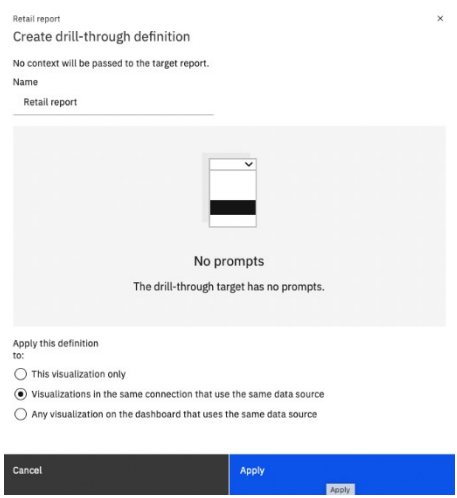 Retail report
Create drill-through definition
No context will be passed to the target report.
Name
Retail report
No prompts
The drill-through target has no prompts.
Apply this definition
to:
This visualization only
Visualizations in the same connection that use the same data source
Any visualization on the dashboard that uses the same data source
Cancel
Apply
Apply